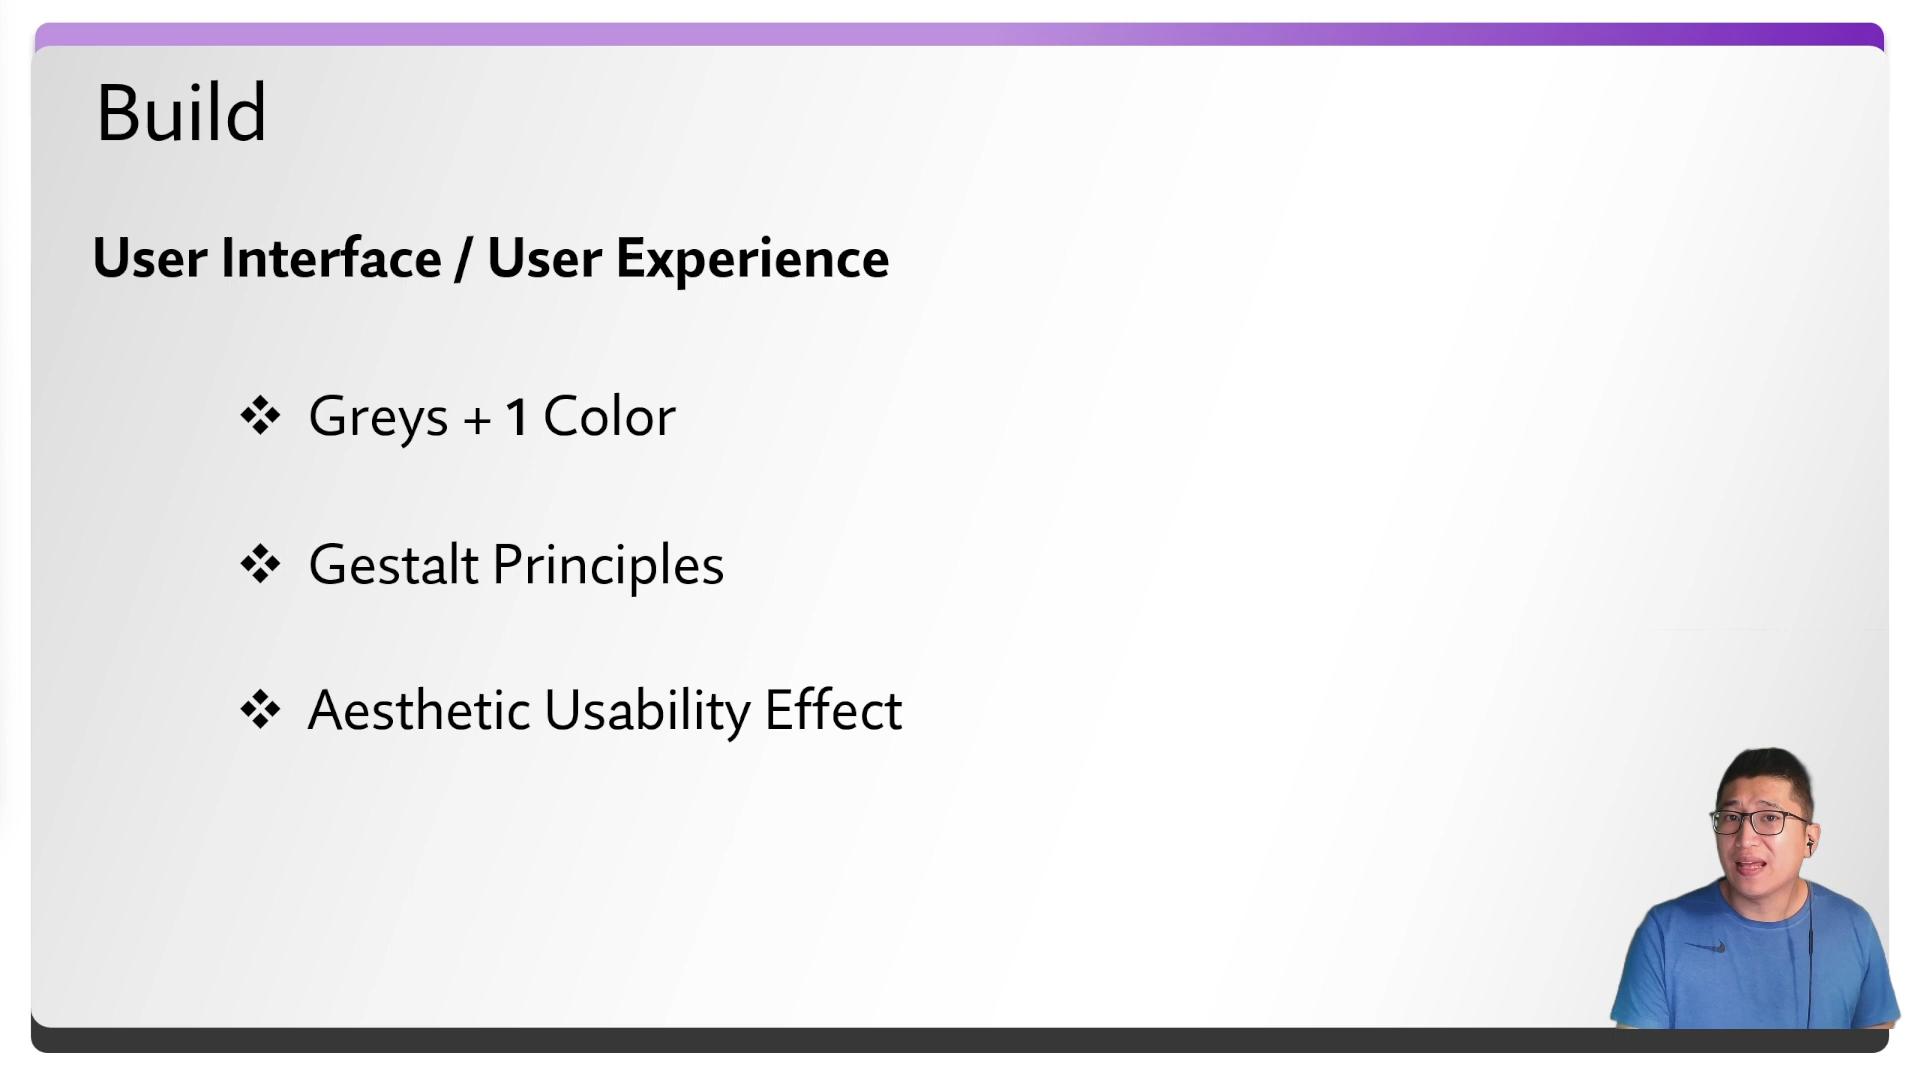 Build
User Interface / User Experience
❖ Greys + 1 Color
❖ Gestalt Principles
❖ Aesthetic Usability Effect